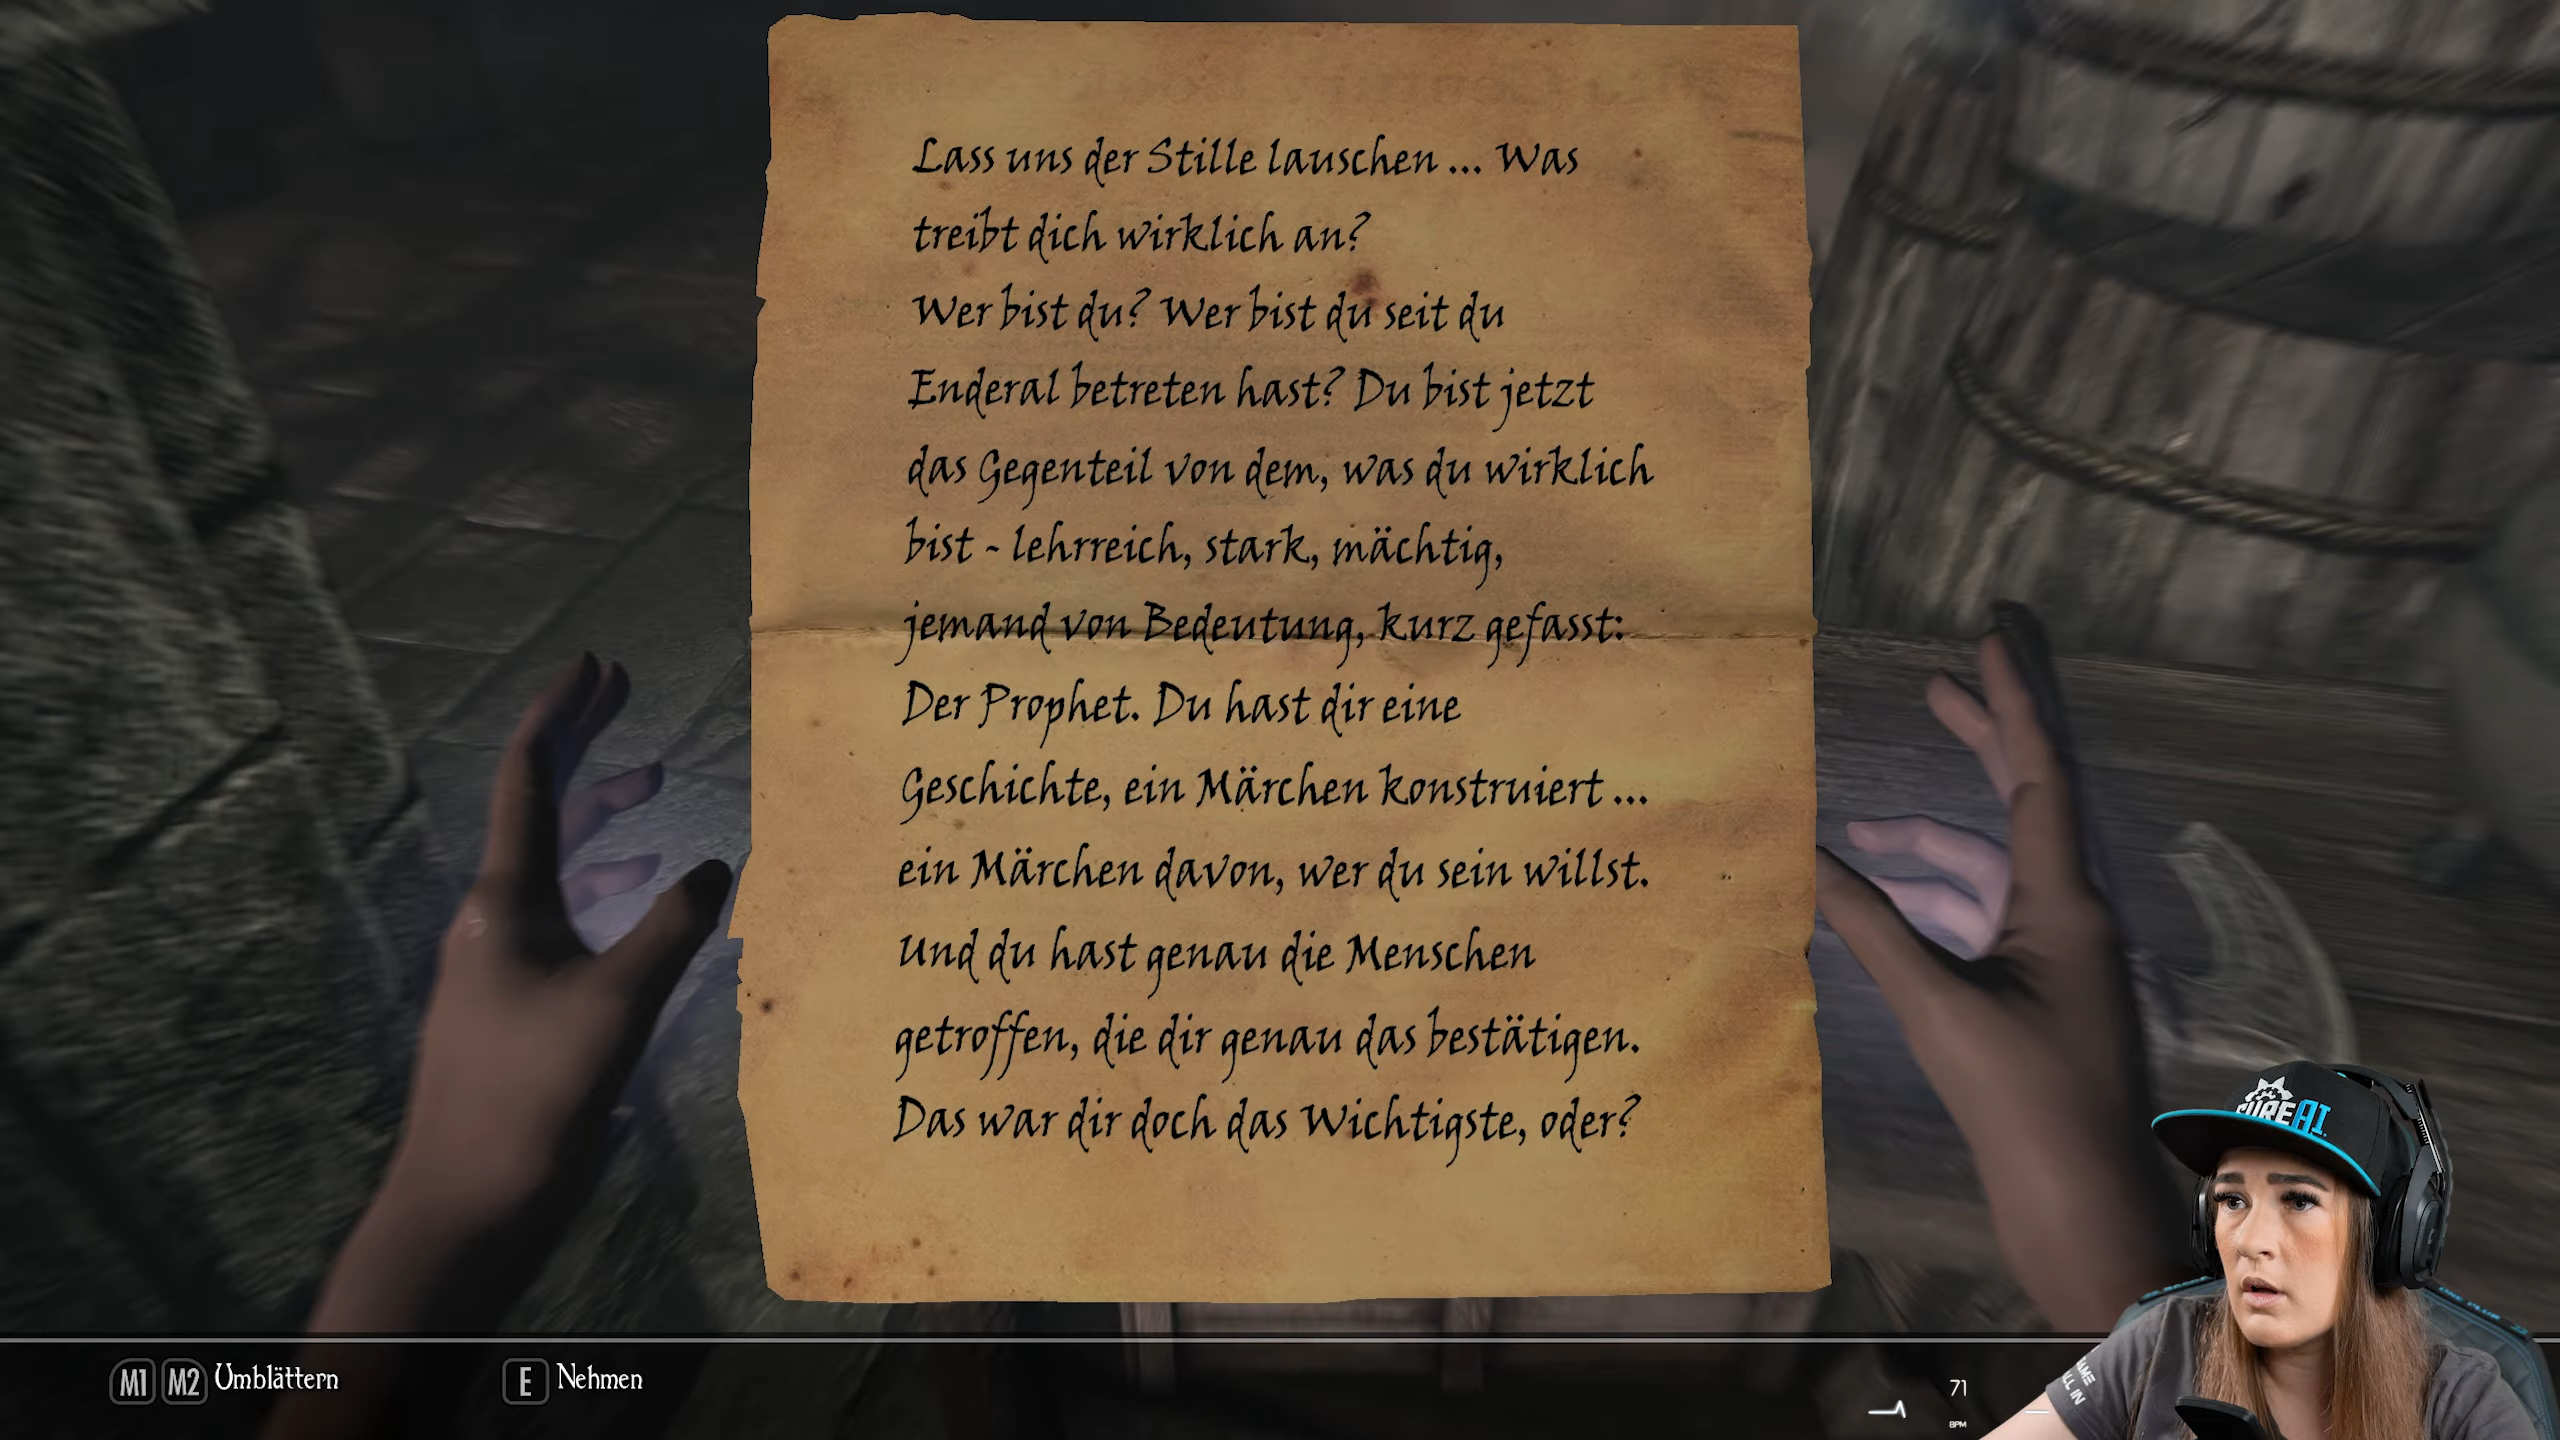 Lass uns der Stille lauschen ... Was
treibt dich wirklich an?
Wer bist du? Wer bist du seit du
Enderal betreten hast? Du bist jetzt
das Gegenteil von dem, was du wirklich
bist - lehrreich, stark, mächtig,
jemand von Bedeutung, kurz gefasst:
Der Prophet. Du hast dir eine
Geschichte, ein Märchen konstruiert ...
ein Märchen davon, wer du sein willst.
Und du hast genau die Menschen
getroffen, die dir genau das bestätigen.
Das war dir doch das Wichtigste, oder?
M1 M2 Umblättern
E Nehmen
71
BPM
CUREAI.
ALL IN